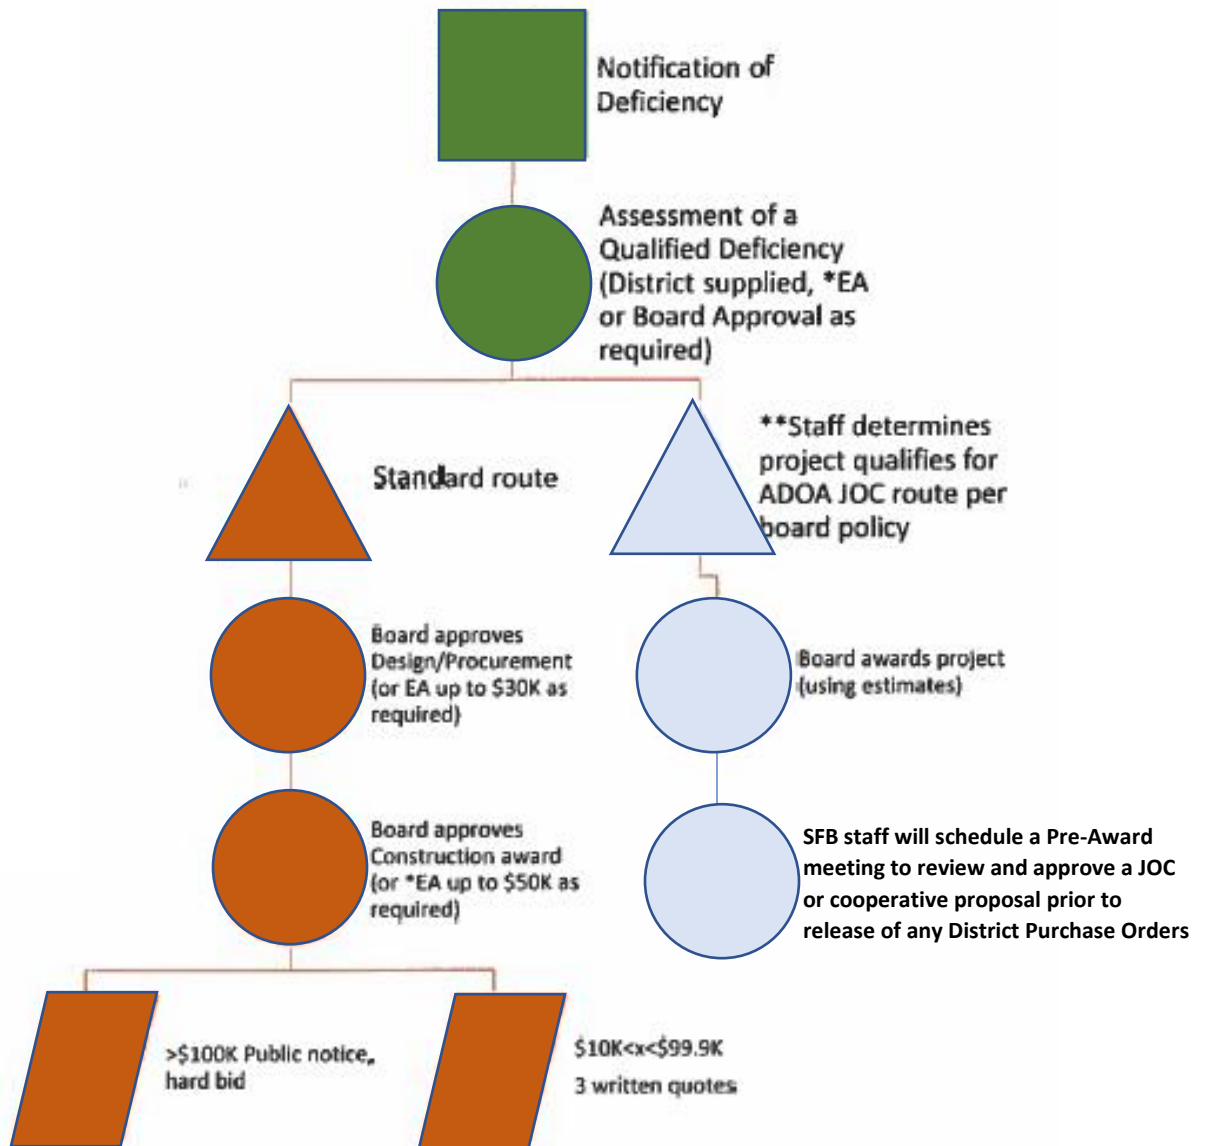 Notification of
Deficiency
Assessment of a
Qualified Deficiency
(District supplied, *EA
or Board Approval as
required)
Standard route
**Staff determines
project qualifies for
ADOA JOC route per
board policy
Board approves
Design/Procurement
(or EA up to $30K as
required)
Board awards project
(using estimates)
Board approves
Construction award
(or *EA up to $50K as
required)
SFB staff will schedule a Pre-Award
meeting to review and approve a JOC
or cooperative proposal prior to
release of any District Purchase Orders
>$100K Public notice,
hard bid
$10K<x<$99.9K
3 written quotes